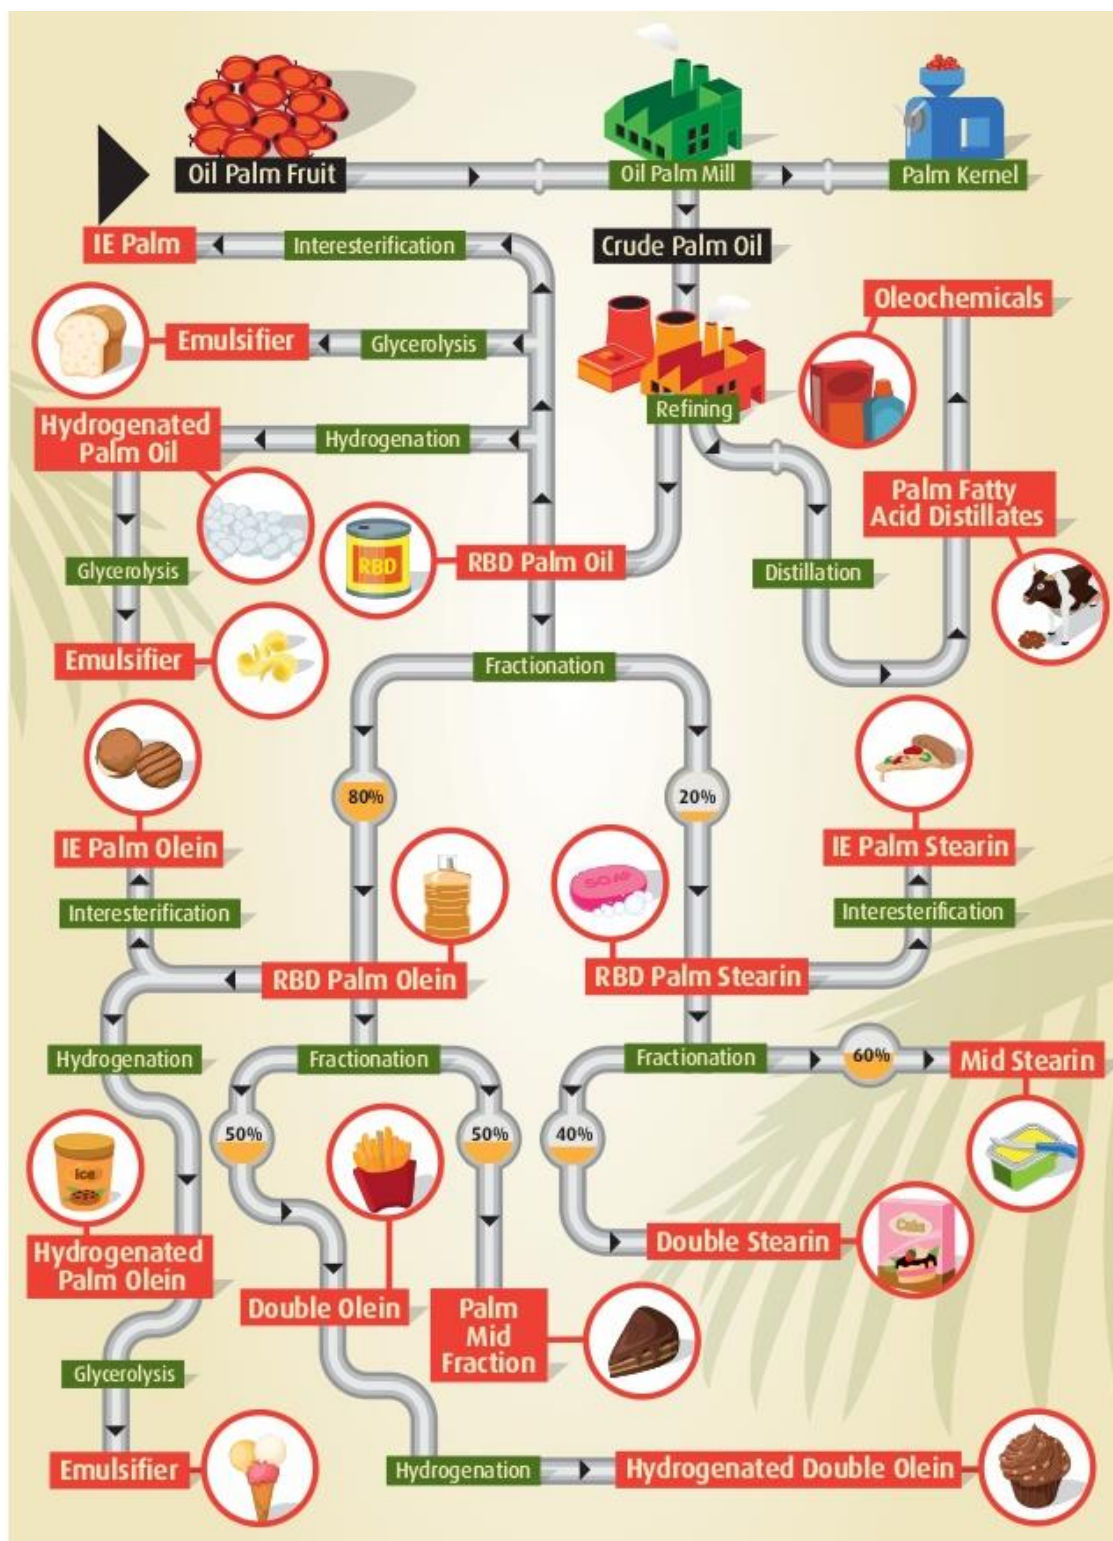 Oil Palm Fruit
Oil Palm Mill
Palm Kernel
IE Palm
Interesterification
Crude Palm Oil
Oleochemicals
Emulsifier
Glycerolysis
Refining
Hydrogenated
Palm Oil
Hydrogenation
Palm Fatty
Acid Distillates
RBD
RBD Palm Oil
Glycerolysis
Distillation
Emulsifier
Fractionation
80%
20%
IE Palm Olein
IE Palm Stearin
Interesterification
SOAP
Interesterification
RBD Palm Olein
RBD Palm Stearin
Hydrogenation
Fractionation
Fractionation
60%
Mid Stearin
50%
50%
40%
Ice
Hydrogenated
Palm Olein
Double Stearin
Cake
Double Olein
Palm
Mid
Fraction
Glycerolysis
Emulsifier
Hydrogenation
Hydrogenated Double Olein